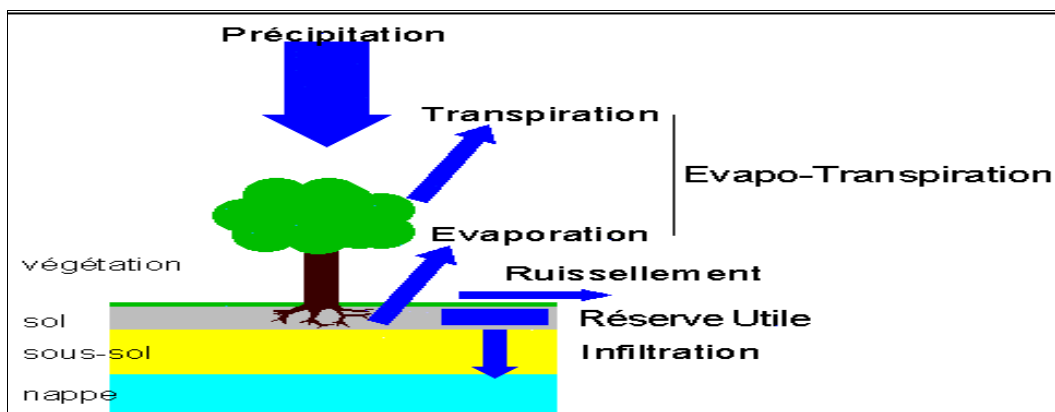 Précipitation
Transpiration
Evapo-Transpiration
Evaporation
végétation
Ruissellement
sol
Réserve Utile
sous-sol
Infiltration
nappe